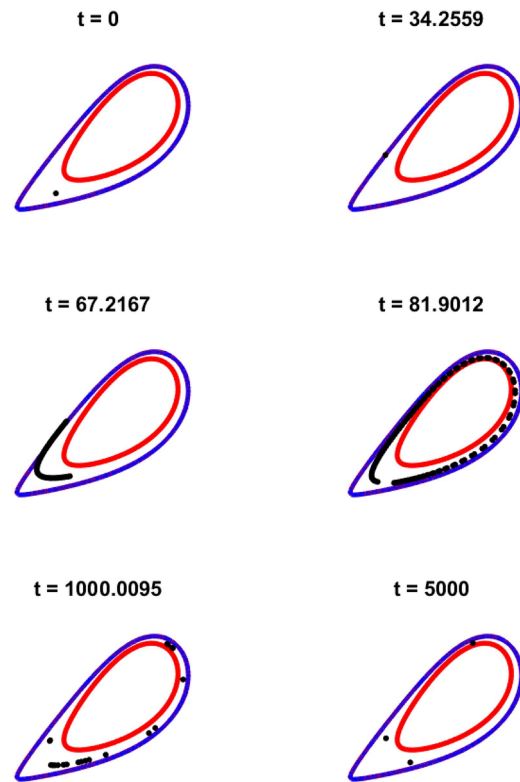 t = 0
t = 34.2559
t = 67.2167
t = 81.9012
t = 1000.0095
t = 5000